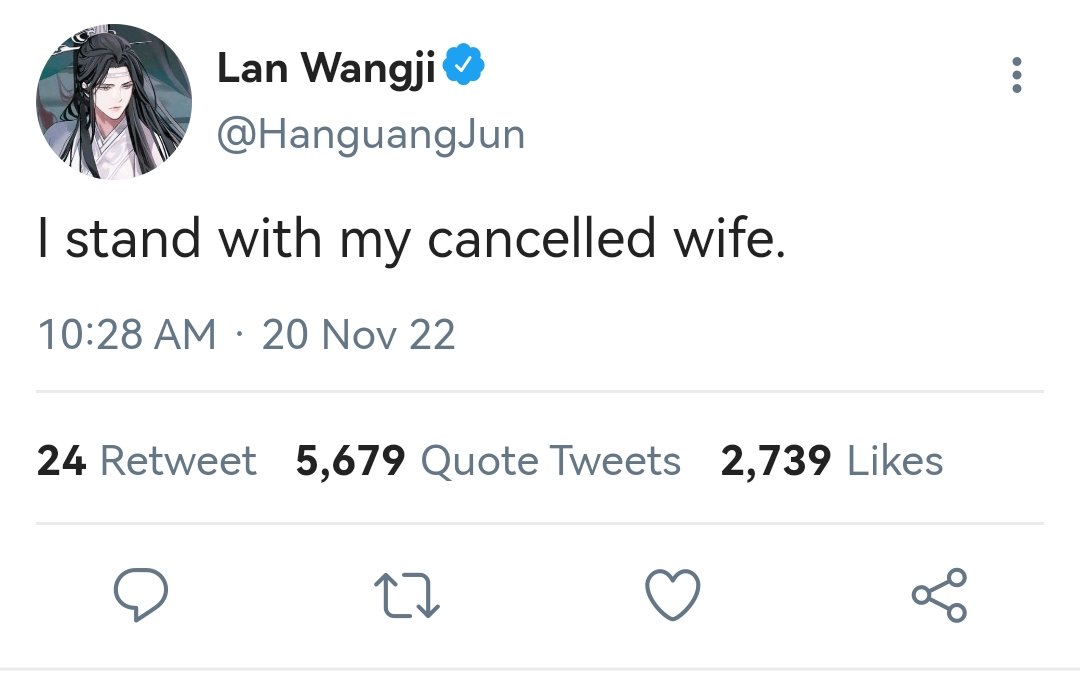 Lan Wangji
@HanguangJun
I stand with my cancelled wife.
10:28 AM · 20 Nov 22
24 Retweet 5,679 Quote Tweets 2,739 Likes